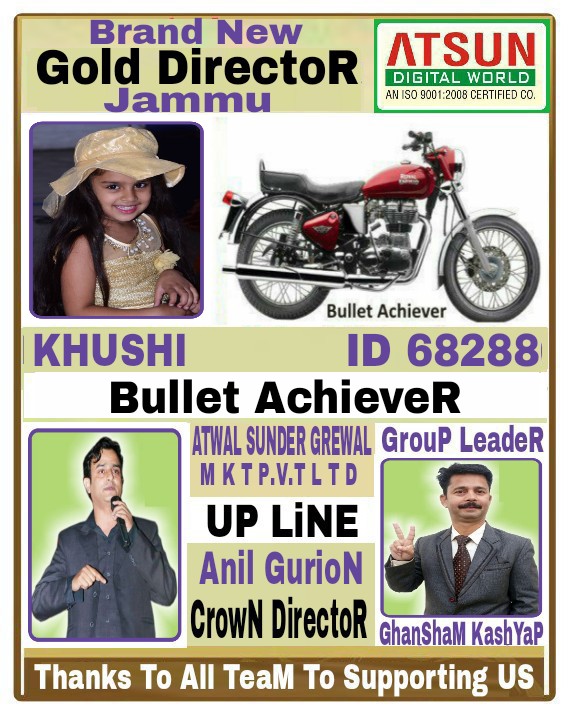 Brand New
Gold DirectoR
Jammu
ATSUN
DIGITAL WORLD
AN ISO 9001:2008 CERTIFIED CO.
Bullet Achiever
KHUSHI
ID 68288
Bullet AchieveR
ATWAL SUNDER GREWAL
M K T P.V.T L T D
GrouP LeadeR
UP LiNE
Anil GurioN
CrowN DirectoR
GhanShaM KashYaP
Thanks To All TeaM To Supporting US